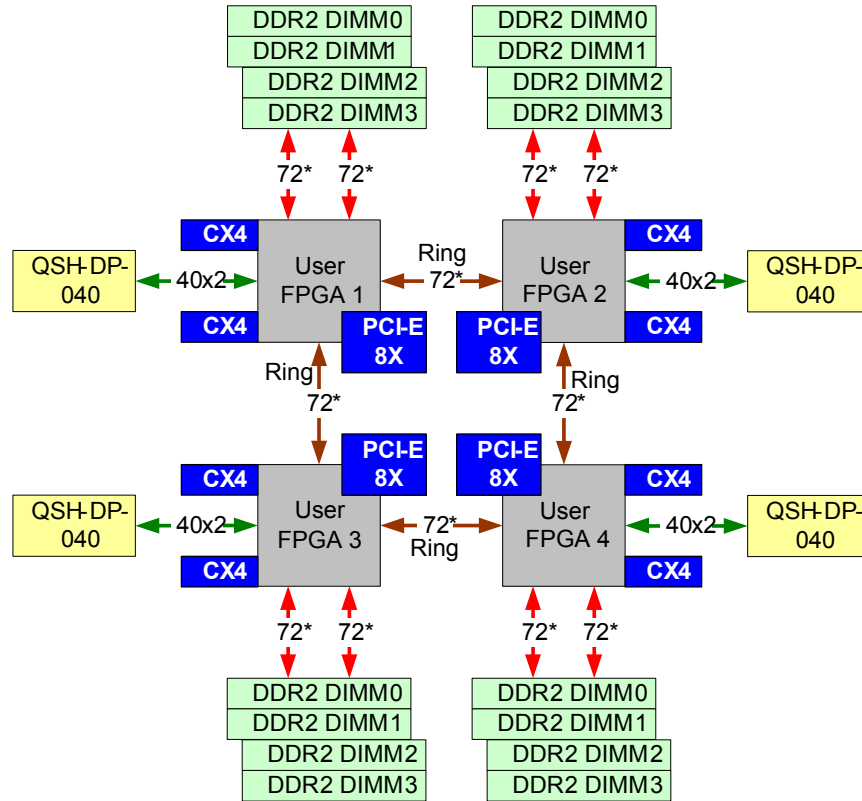 DDR2 DIMM0
DDR2 DIMM1
DDR2 DIMM2
DDR2 DIMM3
DDR2 DIMM0
DDR2 DIMM1
DDR2 DIMM2
DDR2 DIMM3
72*
72*
72*
72*
CX4
CX4
QSH-DP-
040
40x2
User
FPGA 1
Ring
72*
User
FPGA 2
40x2
QSH-DP-
040
CX4
PCI-E
8X
PCI-E
8X
CX4
Ring
72*
Ring
72*
CX4
PCI-E
8X
PCI-E
8X
CX4
QSH-DP-
040
40x2
User
FPGA 3
72*
Ring
User
FPGA 4
40x2
QSH-DP-
040
CX4
CX4
72*
72*
72*
72*
DDR2 DIMM0
DDR2 DIMM1
DDR2 DIMM2
DDR2 DIMM3
DDR2 DIMM0
DDR2 DIMM1
DDR2 DIMM2
DDR2 DIMM3